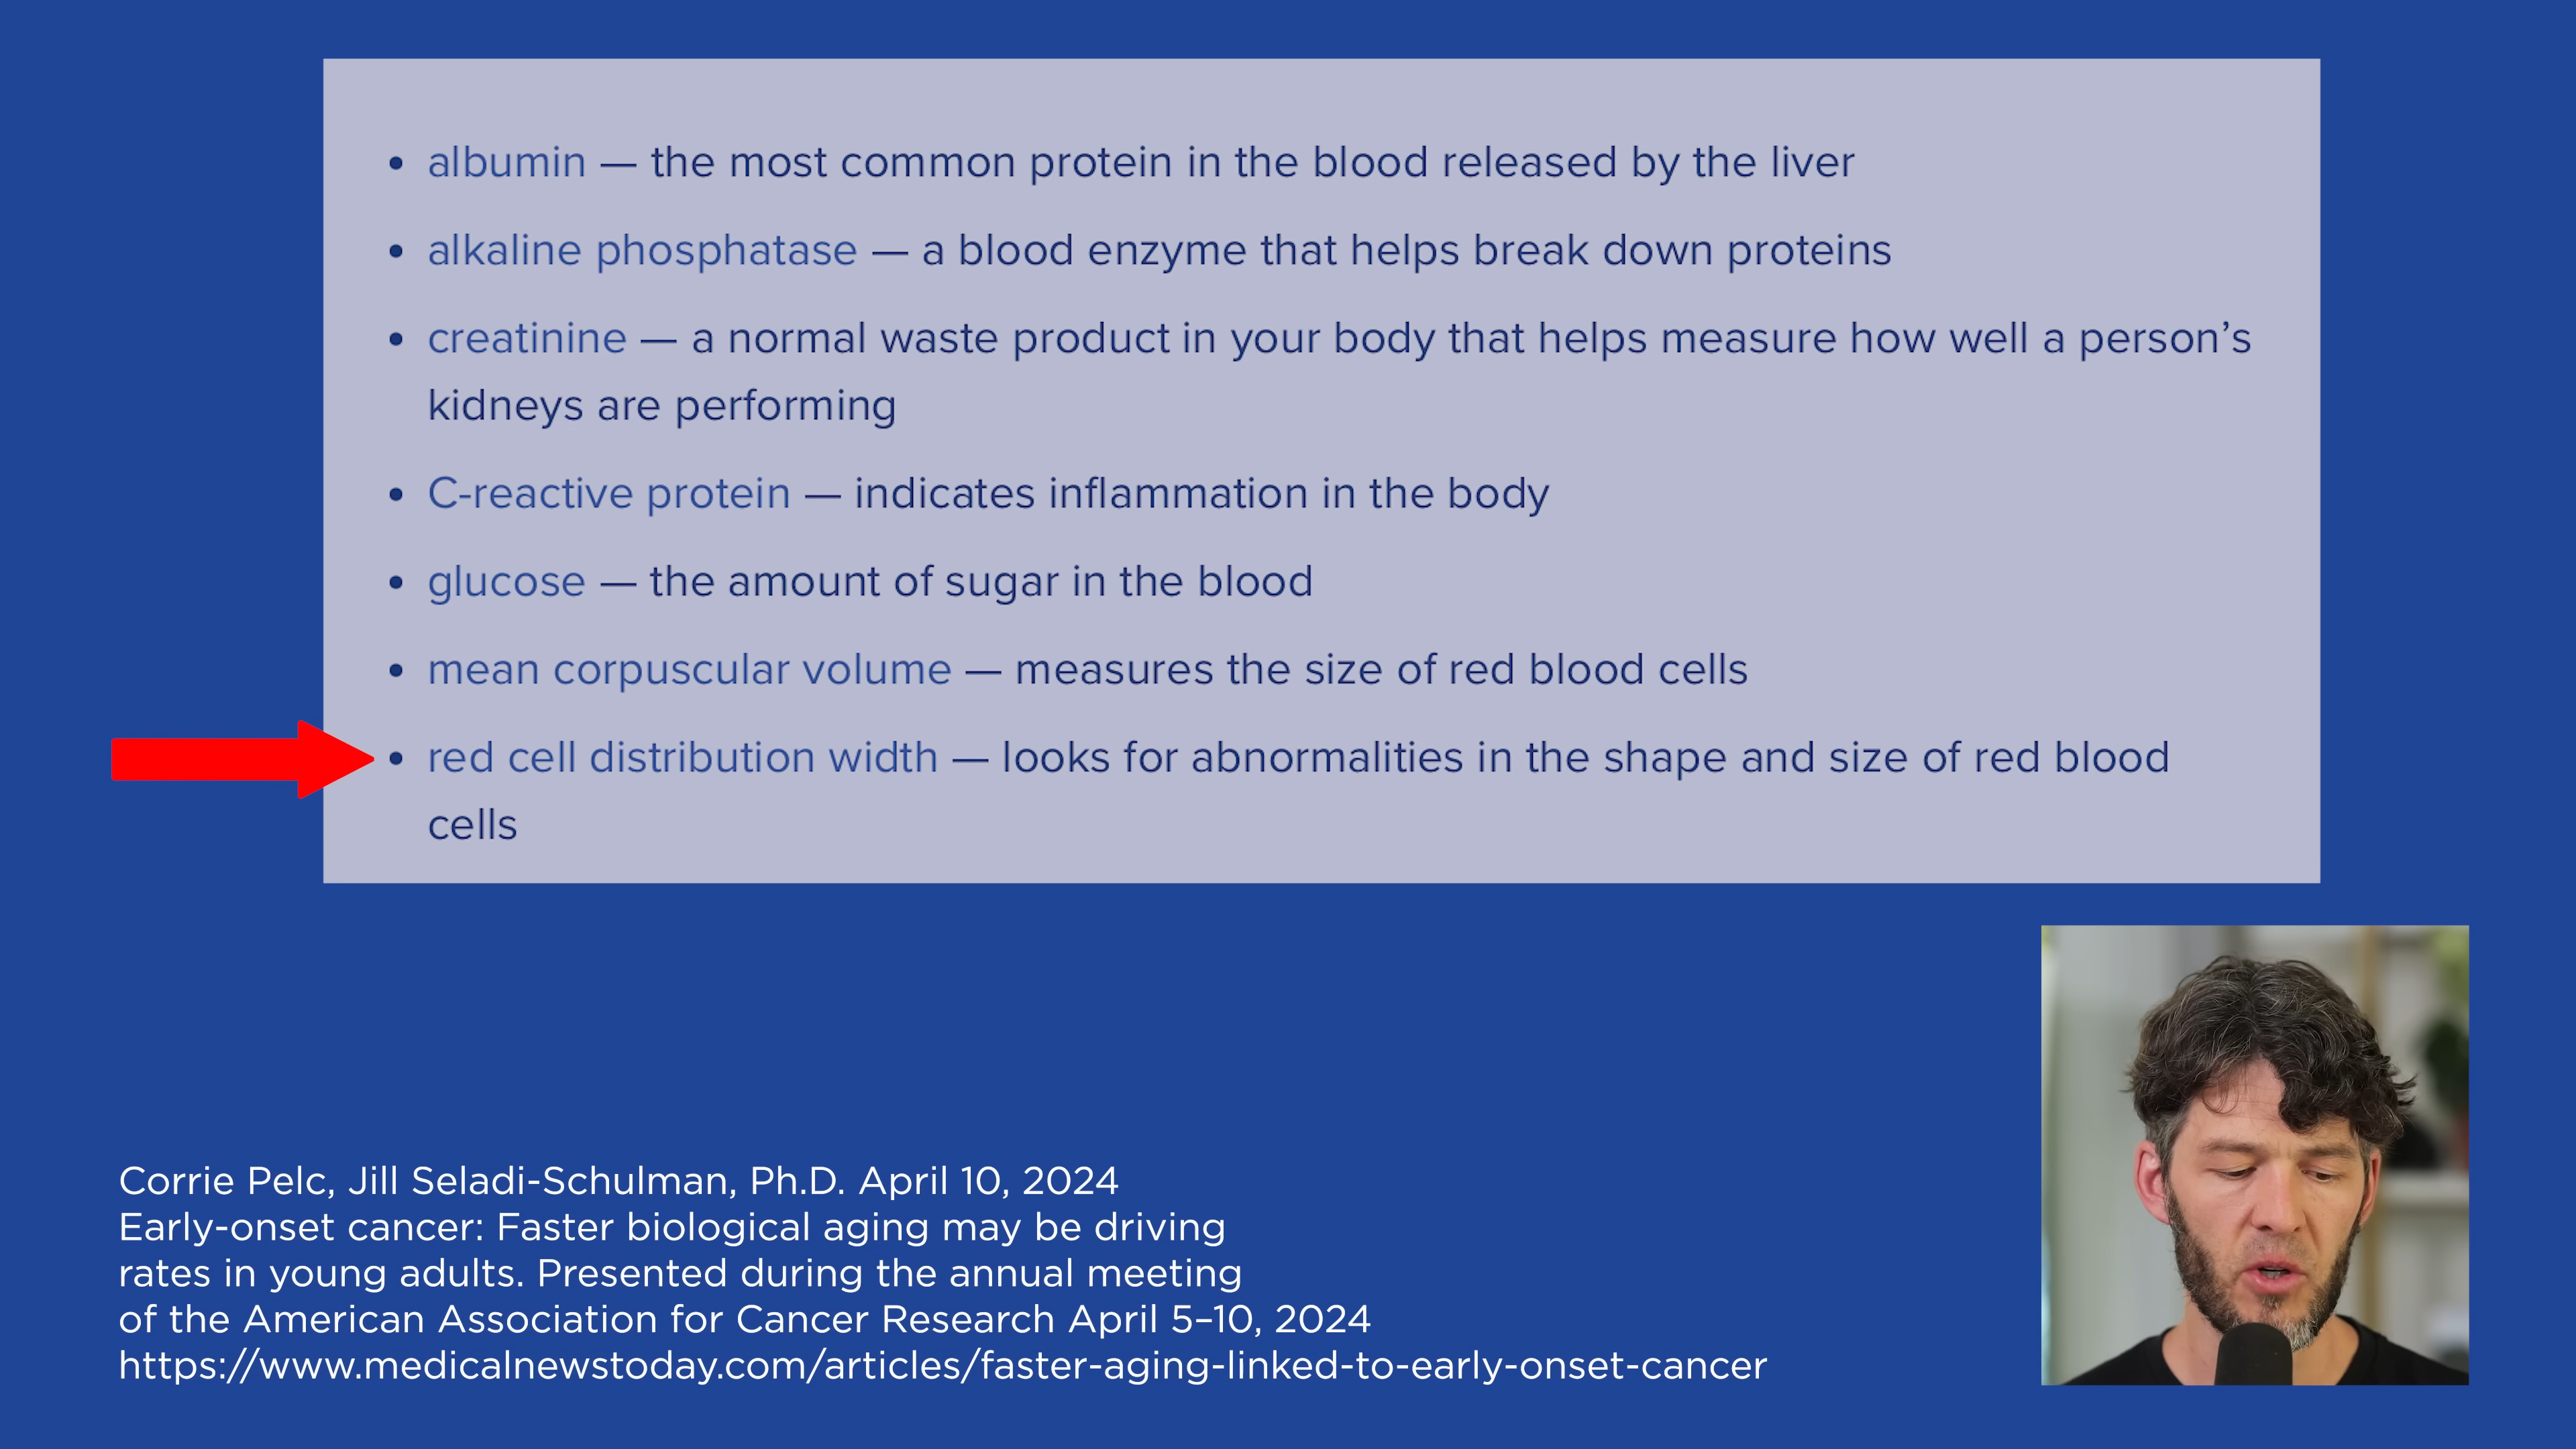 • albumin — the most common protein in the blood released by the liver
• alkaline phosphatase — a blood enzyme that helps break down proteins
• creatinine — a normal waste product in your body that helps measure how well a person’s
kidneys are performing
• C-reactive protein — indicates inflammation in the body
• glucose — the amount of sugar in the blood
• mean corpuscular volume — measures the size of red blood cells
• red cell distribution width — looks for abnormalities in the shape and size of red blood
cells
Corrie Pelc, Jill Seladi-Schulman, Ph.D. April 10, 2024
Early-onset cancer: Faster biological aging may be driving
rates in young adults. Presented during the annual meeting
of the American Association for Cancer Research April 5–10, 2024
https://www.medicalnewstoday.com/articles/faster-aging-linked-to-early-onset-cancer